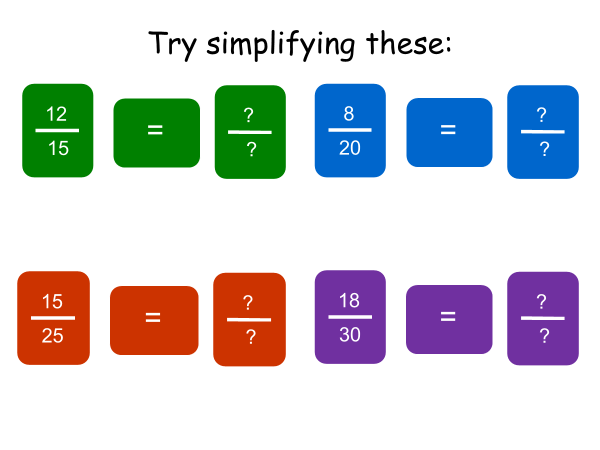 Try simplifying these:
12 = ? 8 = ?
15 ? 20 ?
15 = ? 18 = ?
25 ? 30 ?